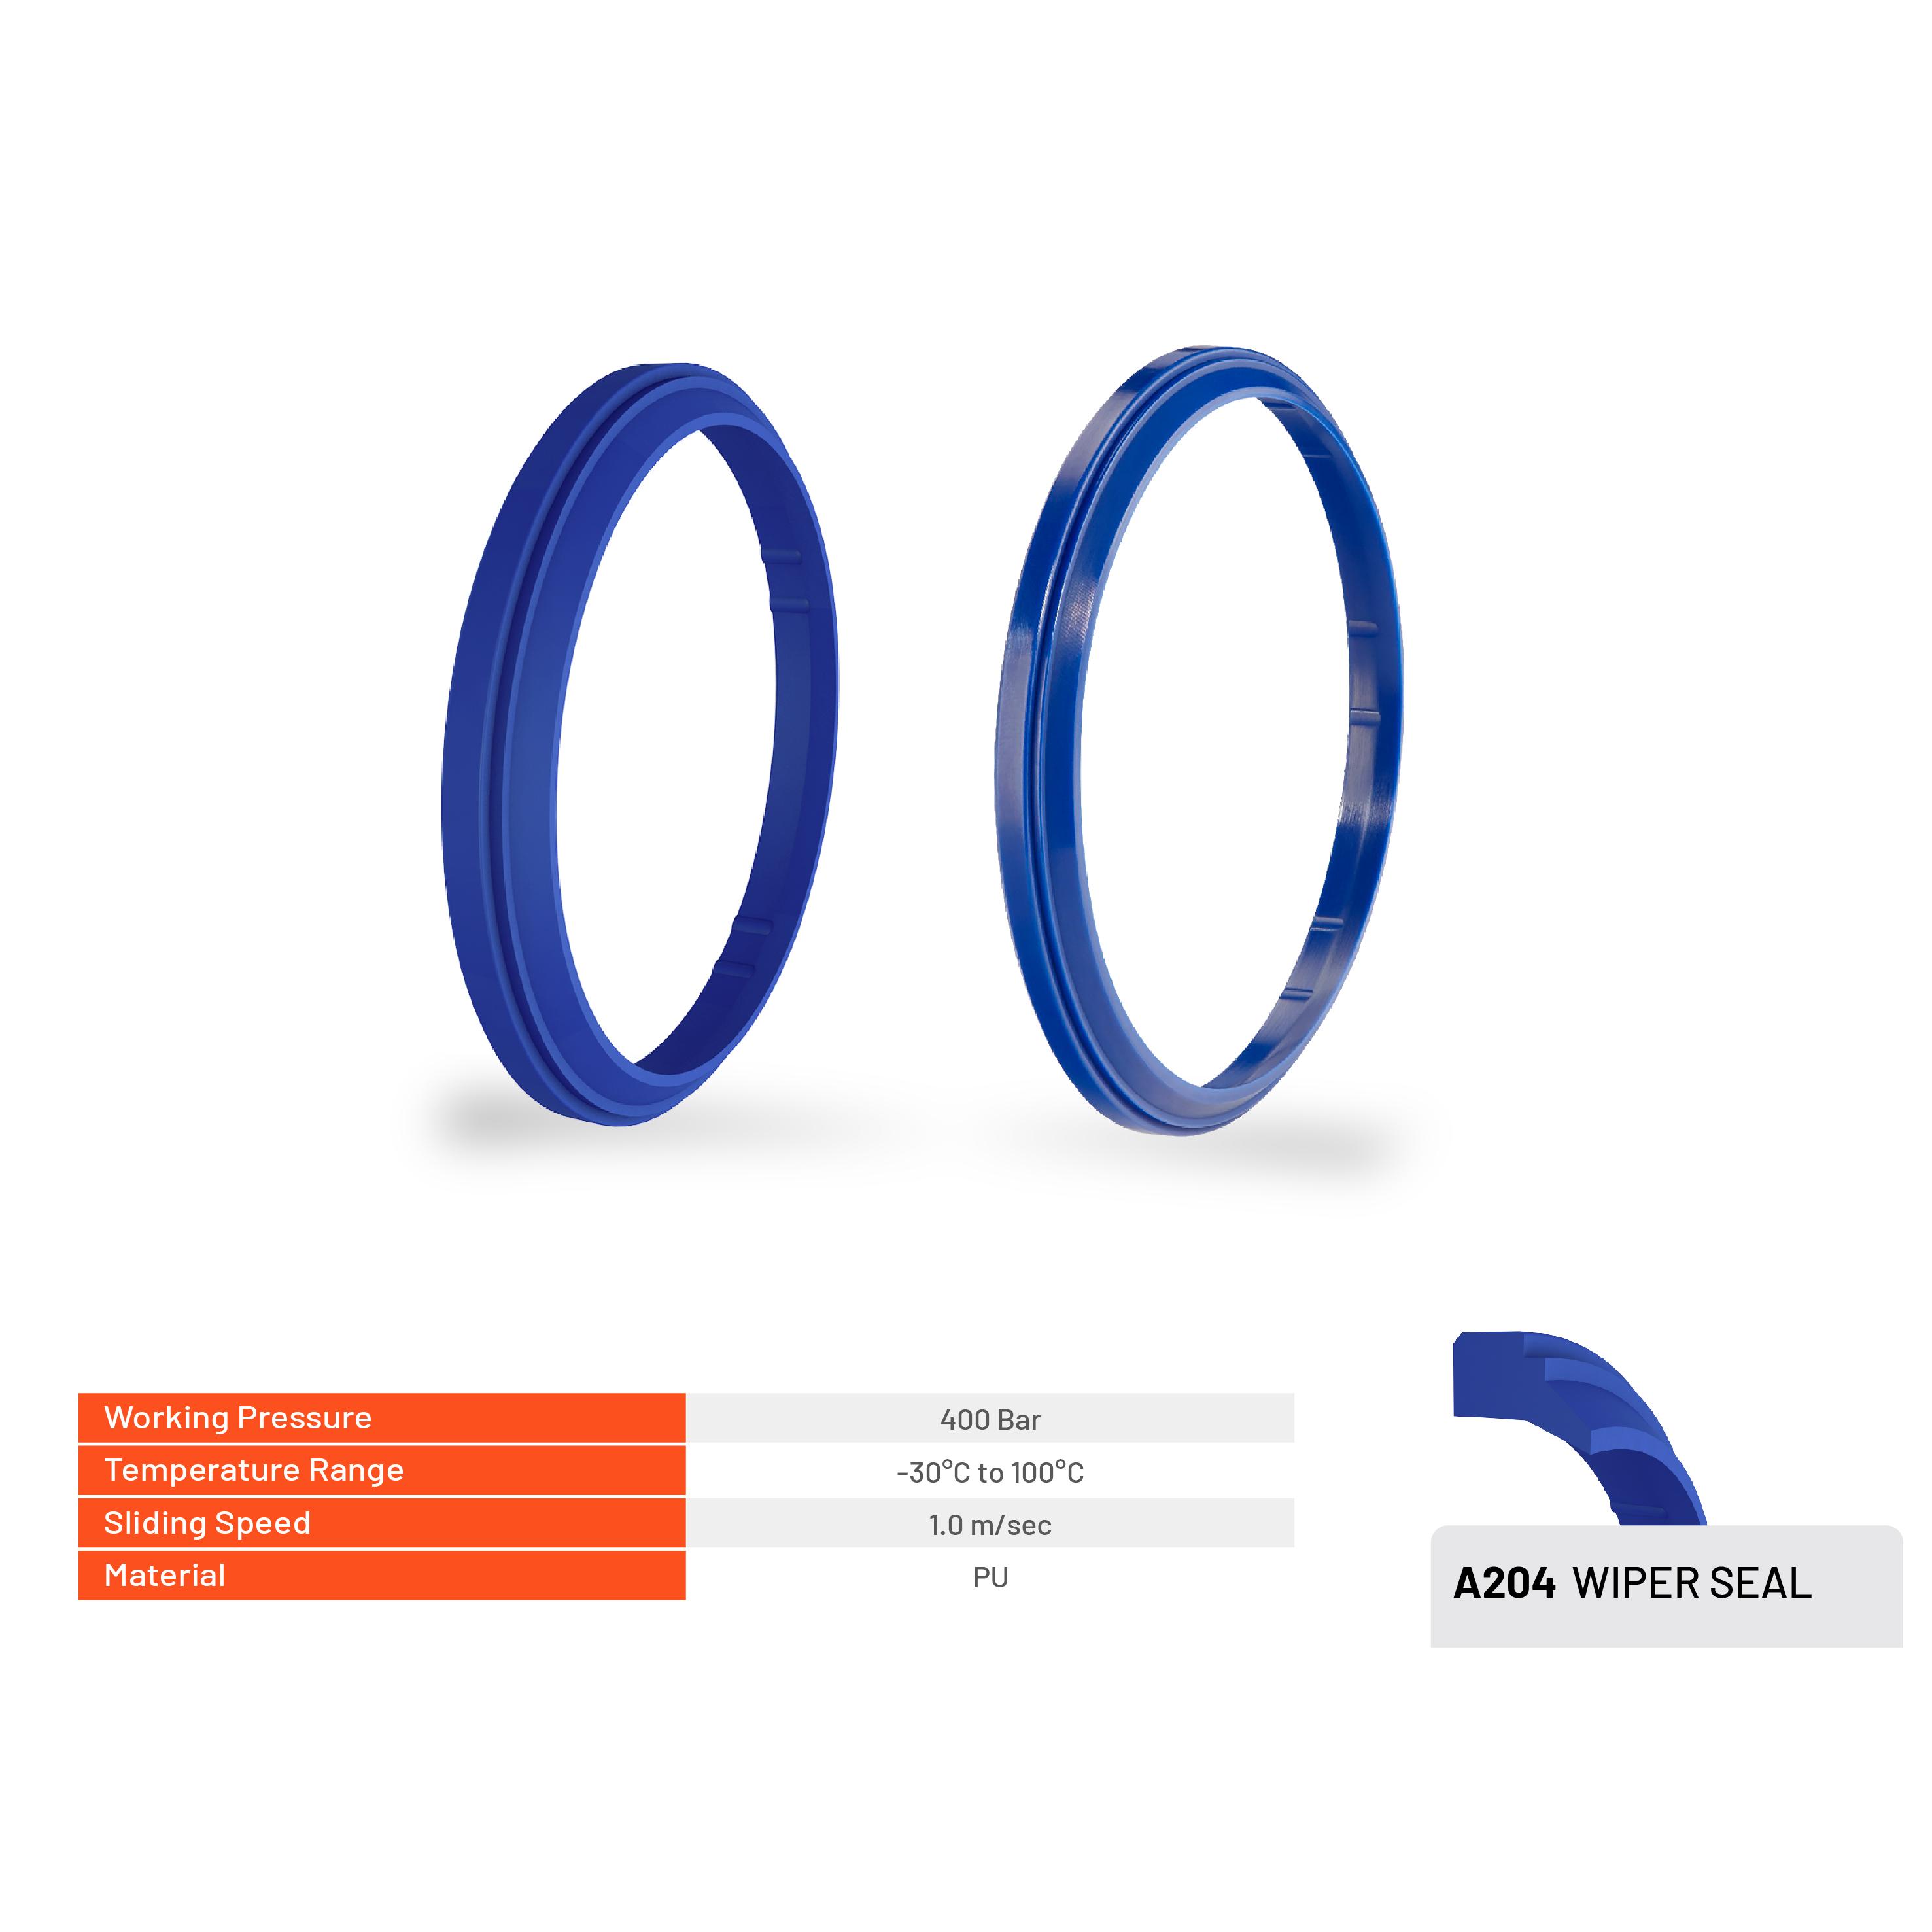 Working Pressure 400 Bar
Temperature Range -30°C to 100°C
Sliding Speed 1.0 m/sec
Material PU
A204 WIPER SEAL